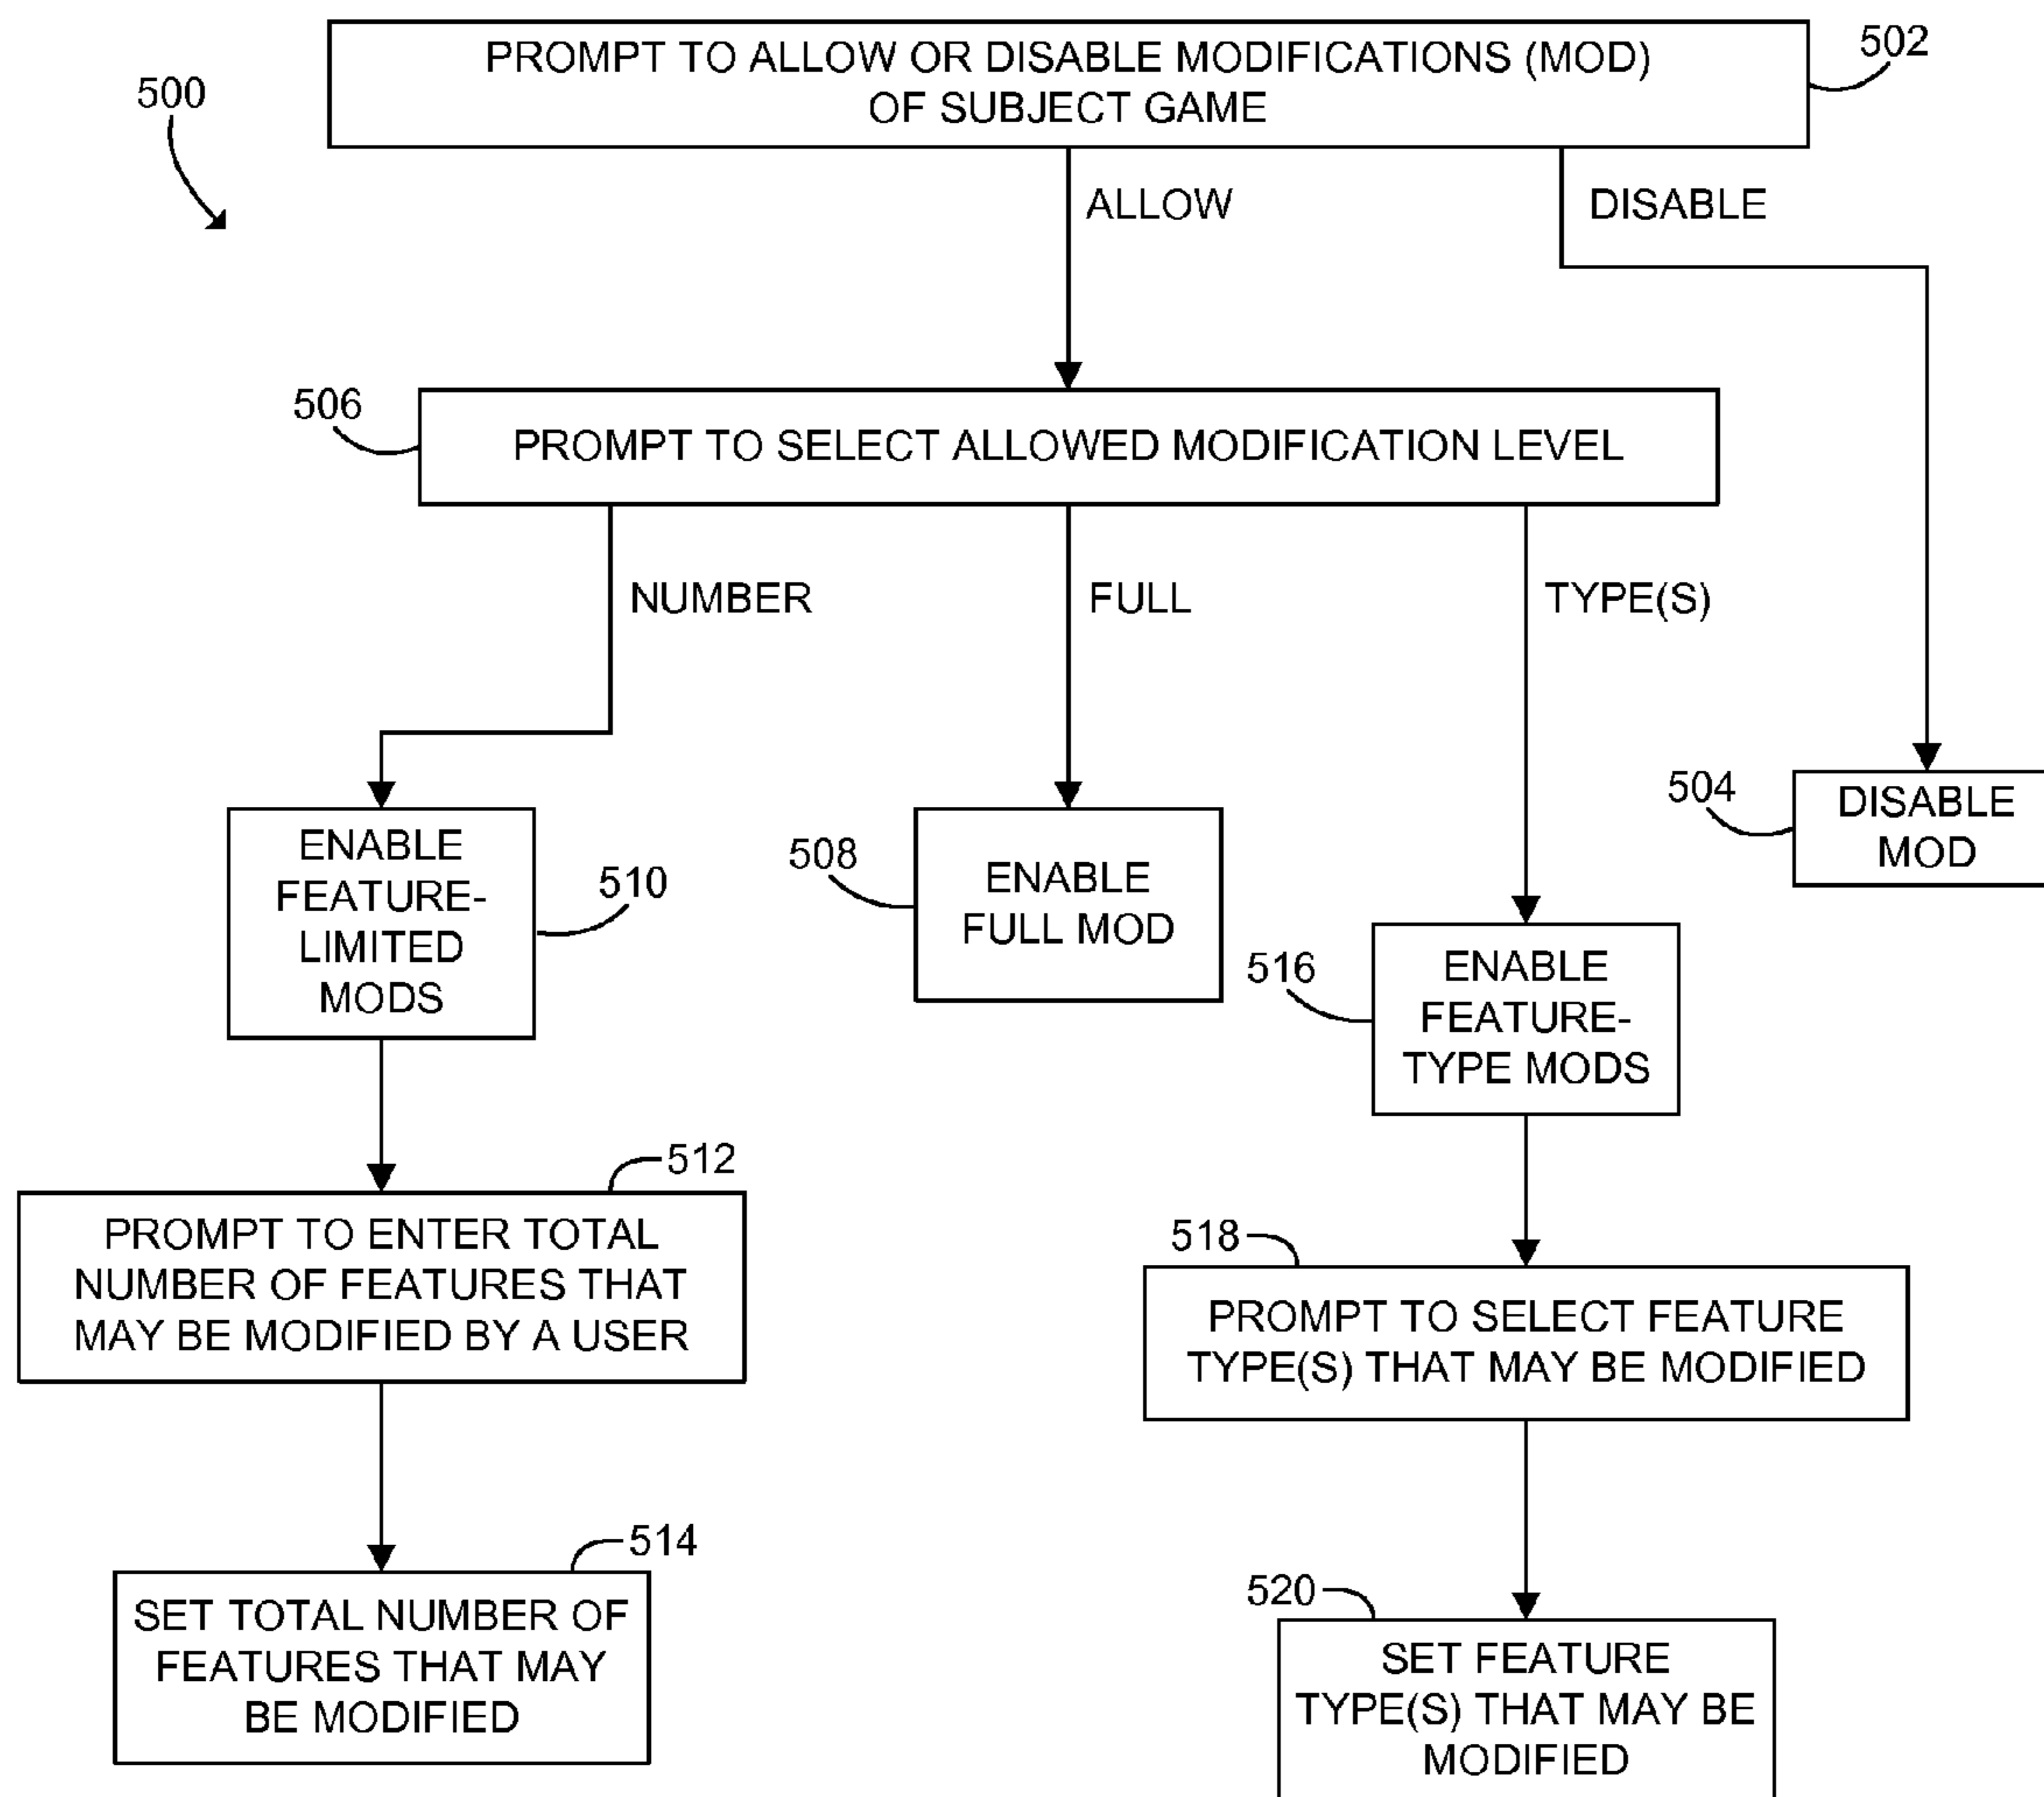 PROMPT TO ALLOW OR DISABLE MODIFICATIONS (MOD)
OF SUBJECT GAME
502
500
ALLOW
DISABLE
506
PROMPT TO SELECT ALLOWED MODIFICATION LEVEL
NUMBER
FULL
TYPE(S)
504
DISABLE
MOD
ENABLE
FEATURE-
LIMITED
MODS
510
508
ENABLE
FULL MOD
516
ENABLE
FEATURE-
TYPE MODS
512
PROMPT TO ENTER TOTAL
NUMBER OF FEATURES THAT
MAY BE MODIFIED BY A USER
518
PROMPT TO SELECT FEATURE
TYPE(S) THAT MAY BE MODIFIED
514
SET TOTAL NUMBER OF
FEATURES THAT MAY
BE MODIFIED
520
SET FEATURE
TYPE(S) THAT MAY BE
MODIFIED